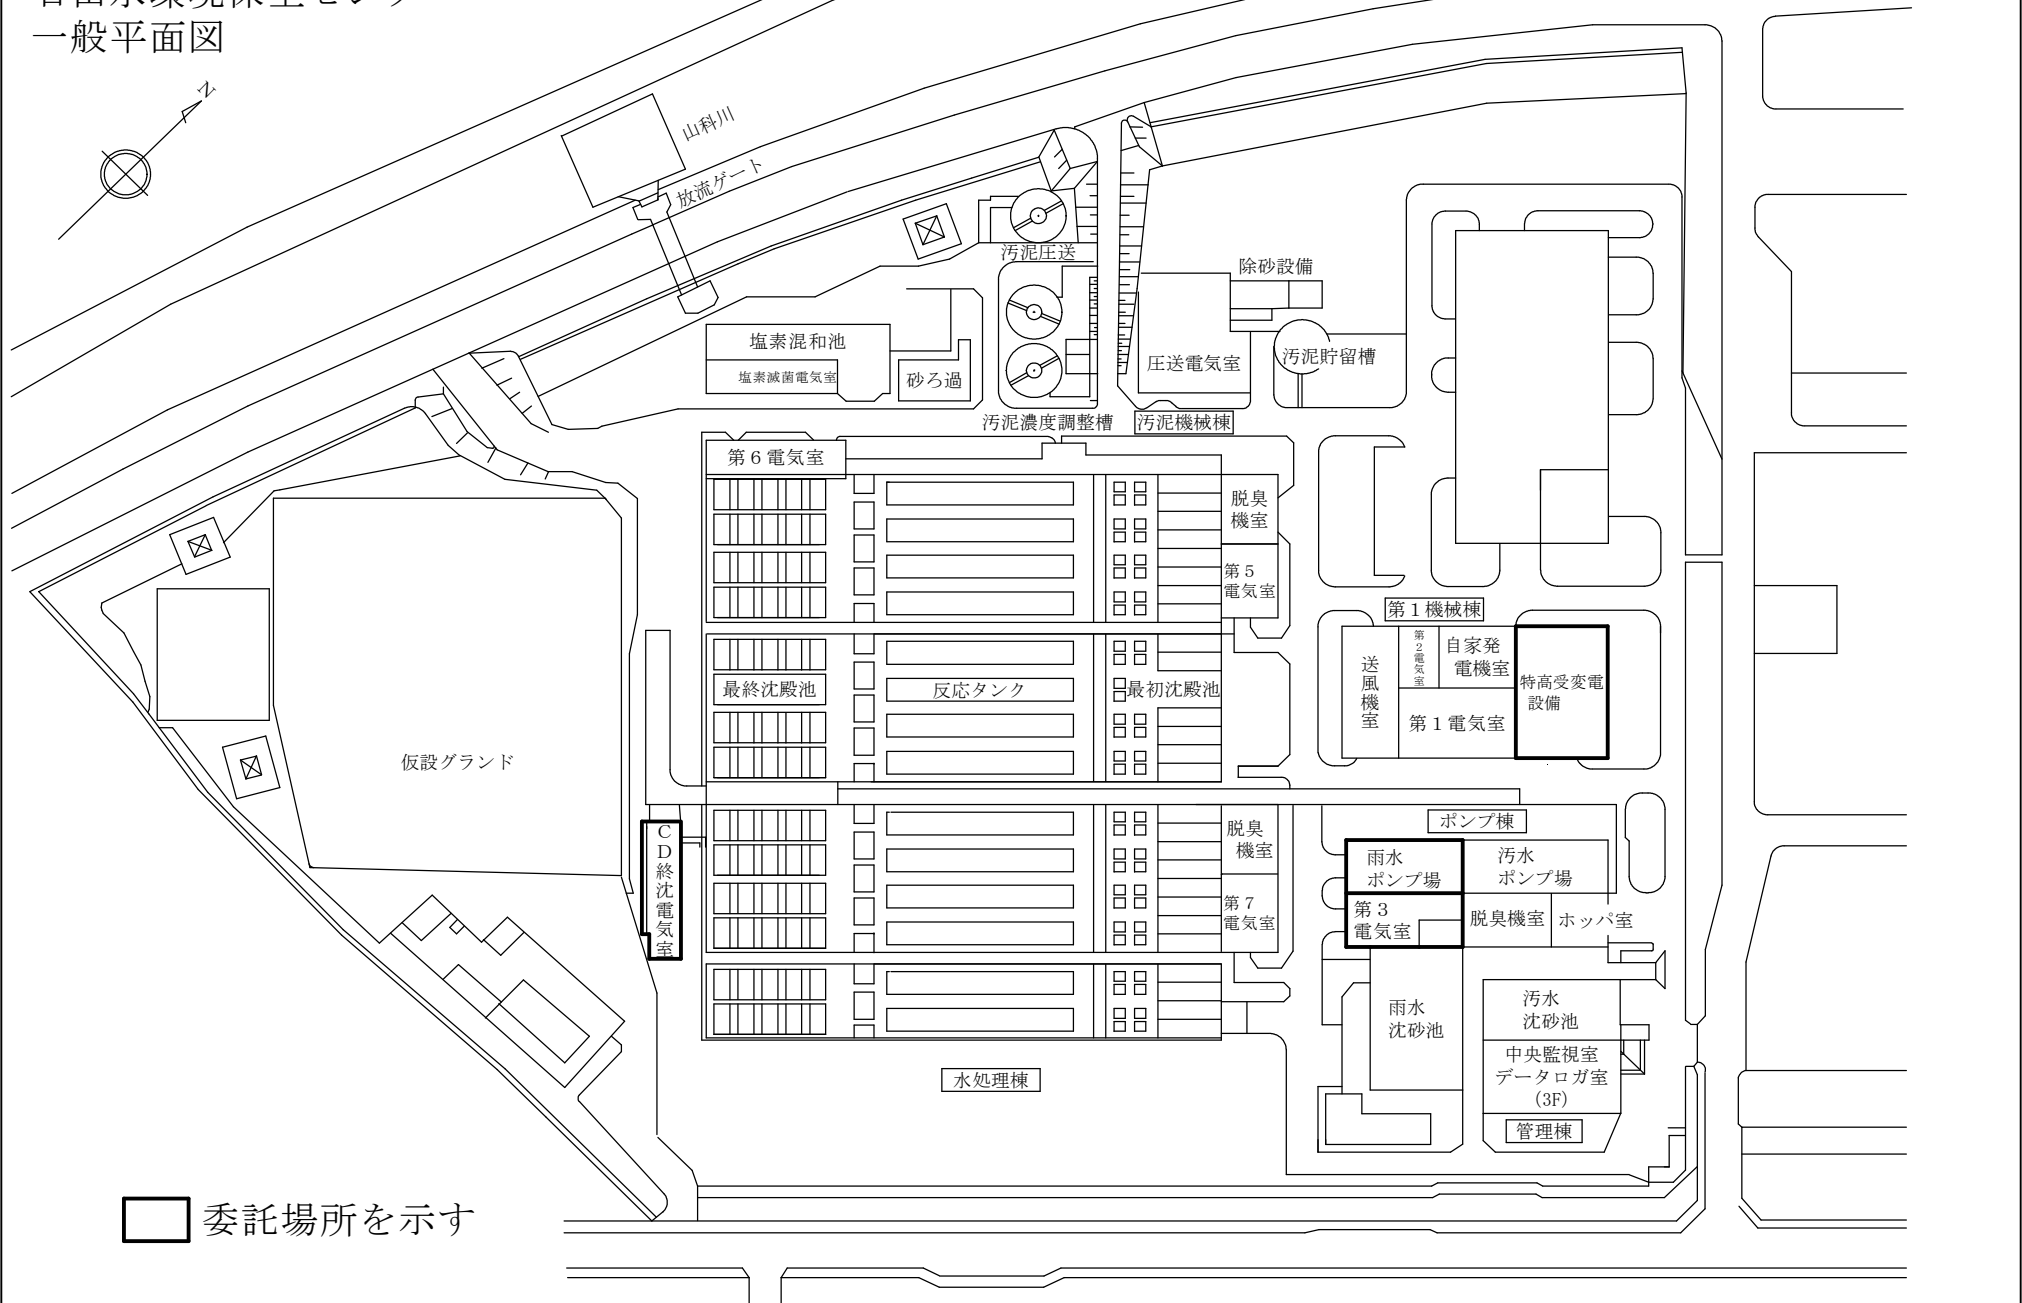 一般平面図
N
山科川
放流ゲート
汚泥圧送
除砂設備
塩素混和池
塩素滅菌電気室
砂ろ過
圧送電気室
汚泥貯留槽
汚泥濃度調整槽
汚泥機械棟
第6電気室
脱臭
機室
第5
電気室
第1機械棟
送風機室
第2電気室
自家発
電機室
特高受変電
設備
第1電気室
最終沈殿池
反応タンク
最初沈殿池
仮設グランド
ポンプ棟
CD終沈電気室
脱臭
機室
雨水
ポンプ場
汚水
ポンプ場
第7
電気室
第3
電気室
脱臭機室
ホッパ室
雨水
沈砂池
汚水
沈砂池
中央監視室
データロガ室
(3F)
水処理棟
管理棟
委託場所を示す